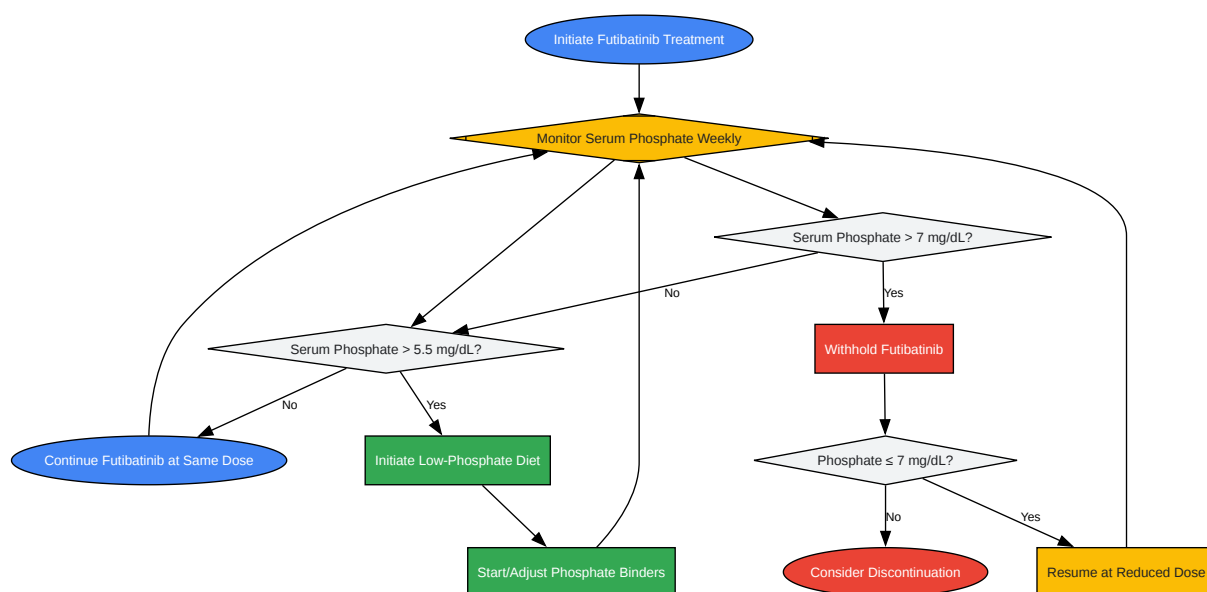 Initiate Futibatinib Treatment
Monitor Serum Phosphate Weekly
Serum Phosphate > 7 mg/dL?
No
Yes
Serum Phosphate > 5.5 mg/dL?
Withhold Futibatinib
No
Yes
Continue Futibatinib at Same Dose
Initiate Low-Phosphate Diet
Phosphate ≤ 7 mg/dL?
No
Yes
Start/Adjust Phosphate Binders
Consider Discontinuation
Resume at Reduced Dose